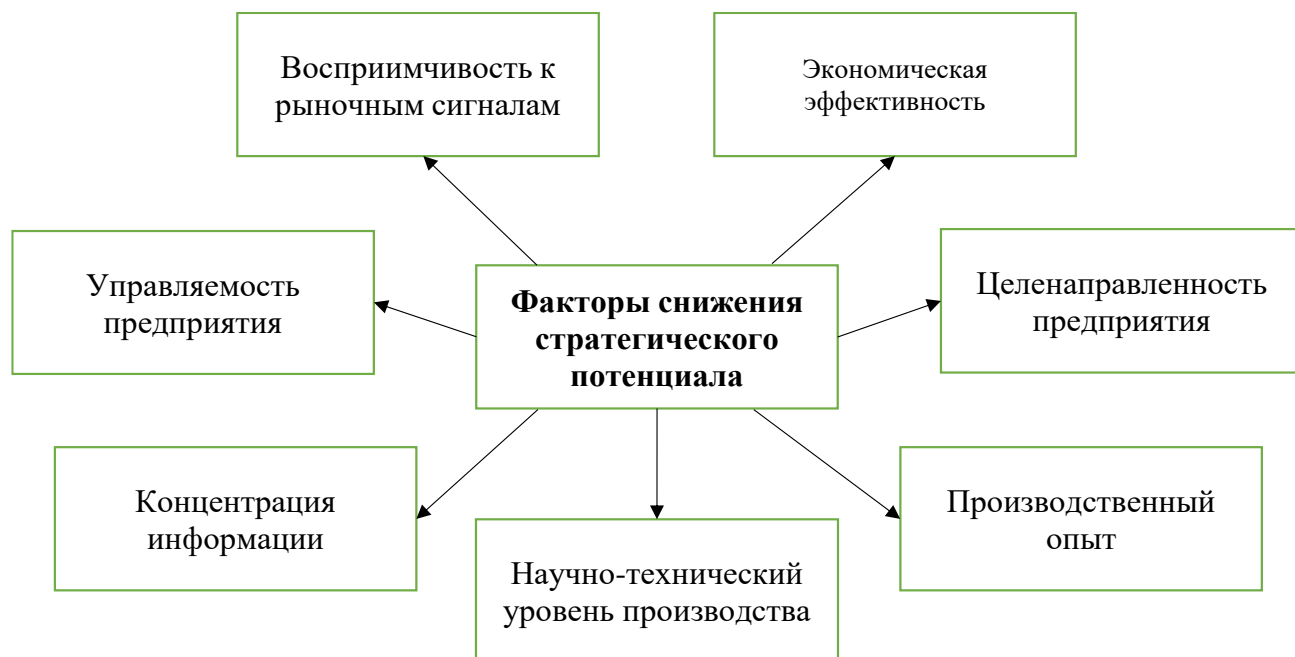 Восприимчивость к
рыночным сигналам
Экономическая
эффективность
Управляемость
предприятия
Факторы снижения
стратегического
потенциала
Целенаправленность
предприятия
Концентрация
информации
Научно-технический
уровень производства
Производственный
опыт